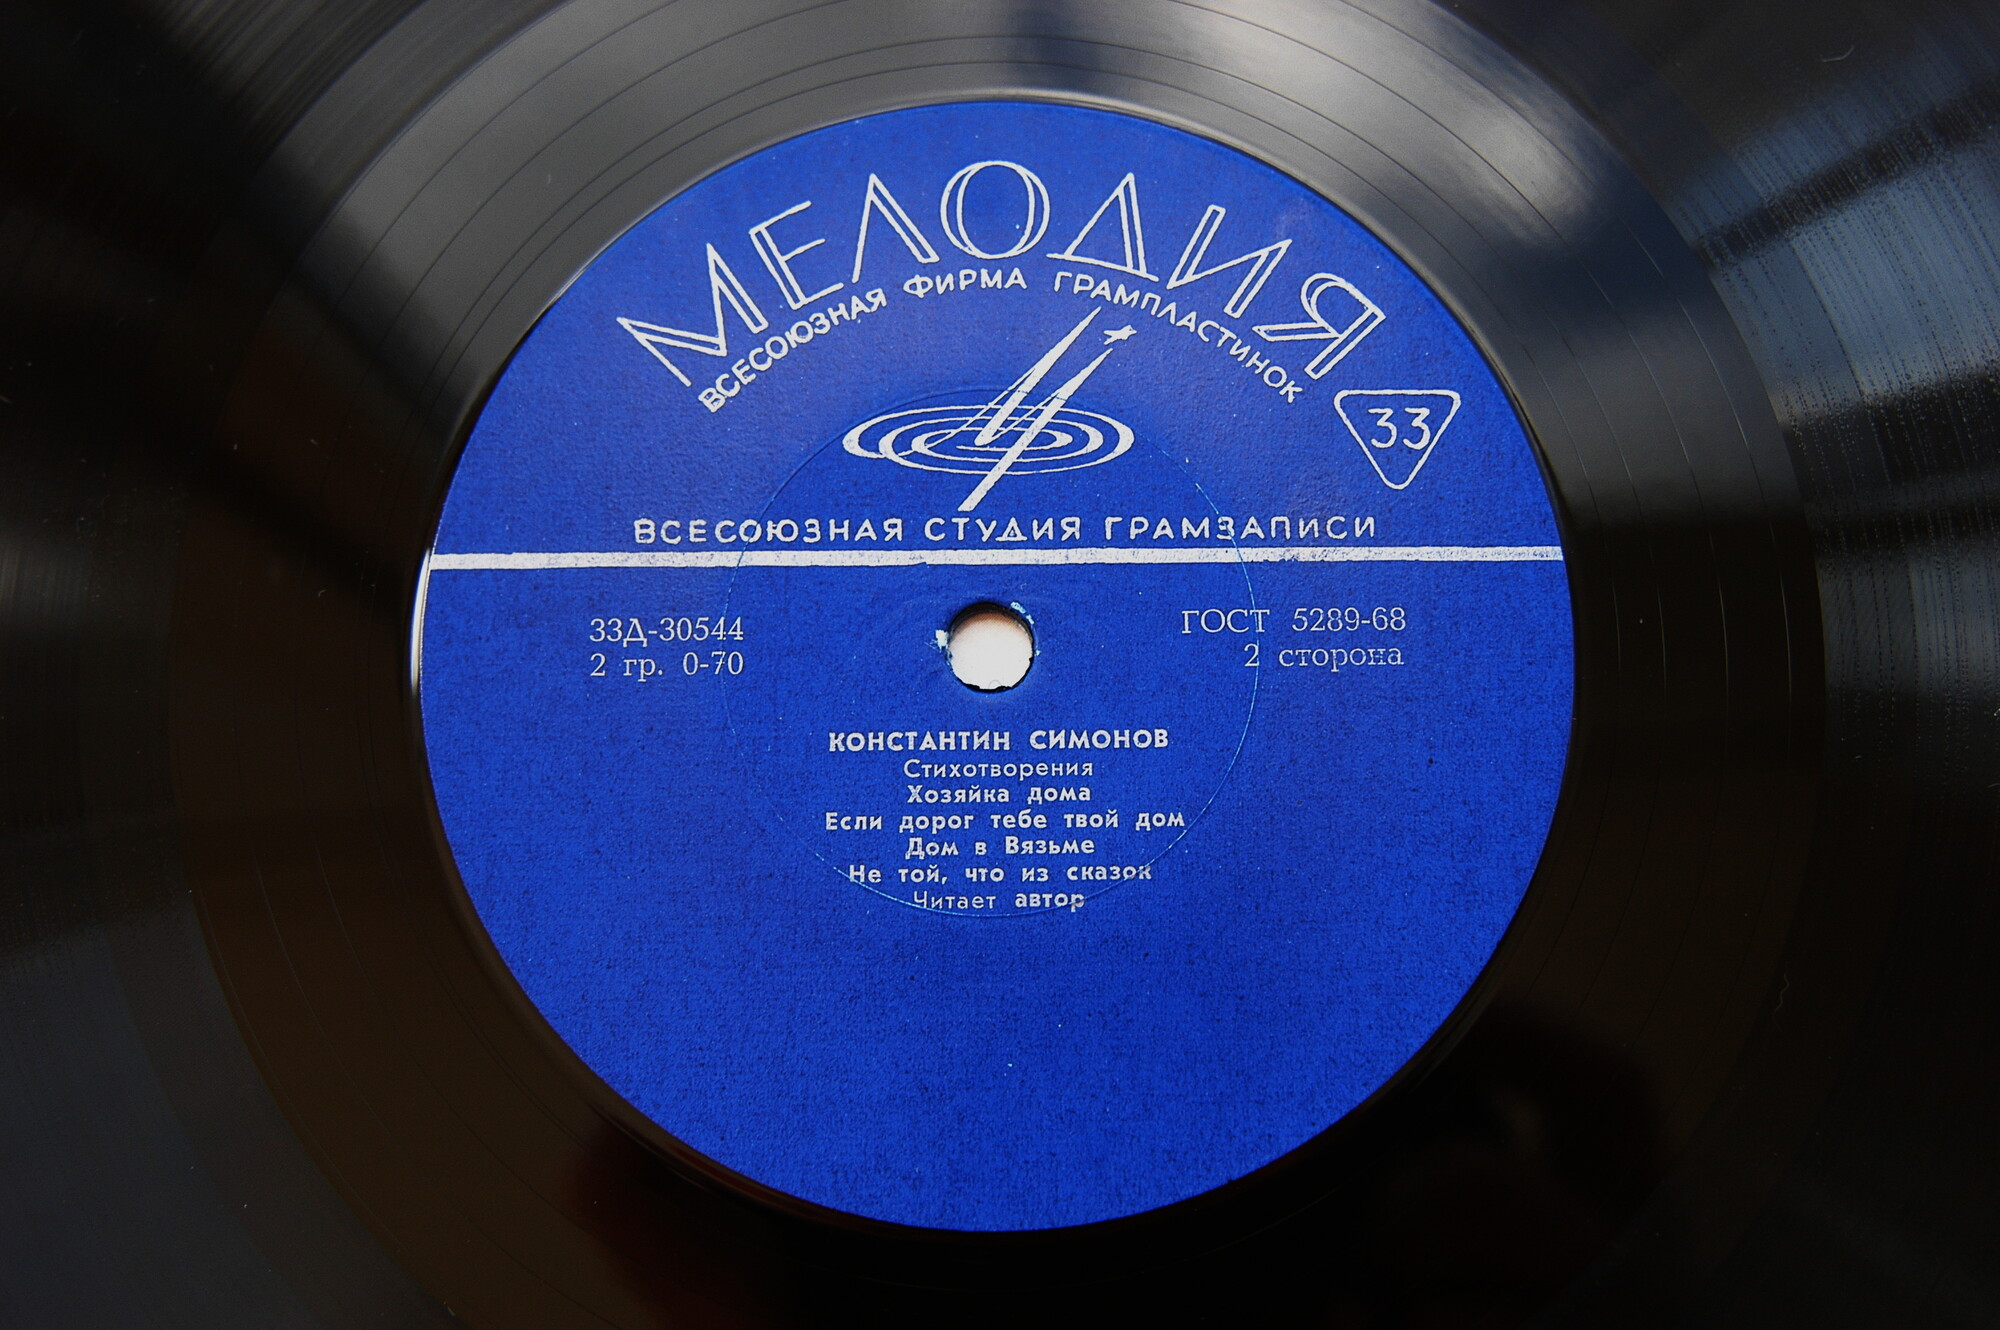 МЕЛОДИЯ
ВСЕСОЮЗНАЯ ФИРМА ГРАМПЛАСТИНОК
33
ВСЕСОЮЗНАЯ СТУДИЯ ГРАМЗАПИСИ
33Д-30544
2 гр. 0-70
ГОСТ 5289-68
2 сторона
КОНСТАНТИН СИМОНОВ
Стихотворения
Хозяйка дома
Если дорог тебе твой дом
Дом в Вязьме
Не той, что из сказок
Читает автор